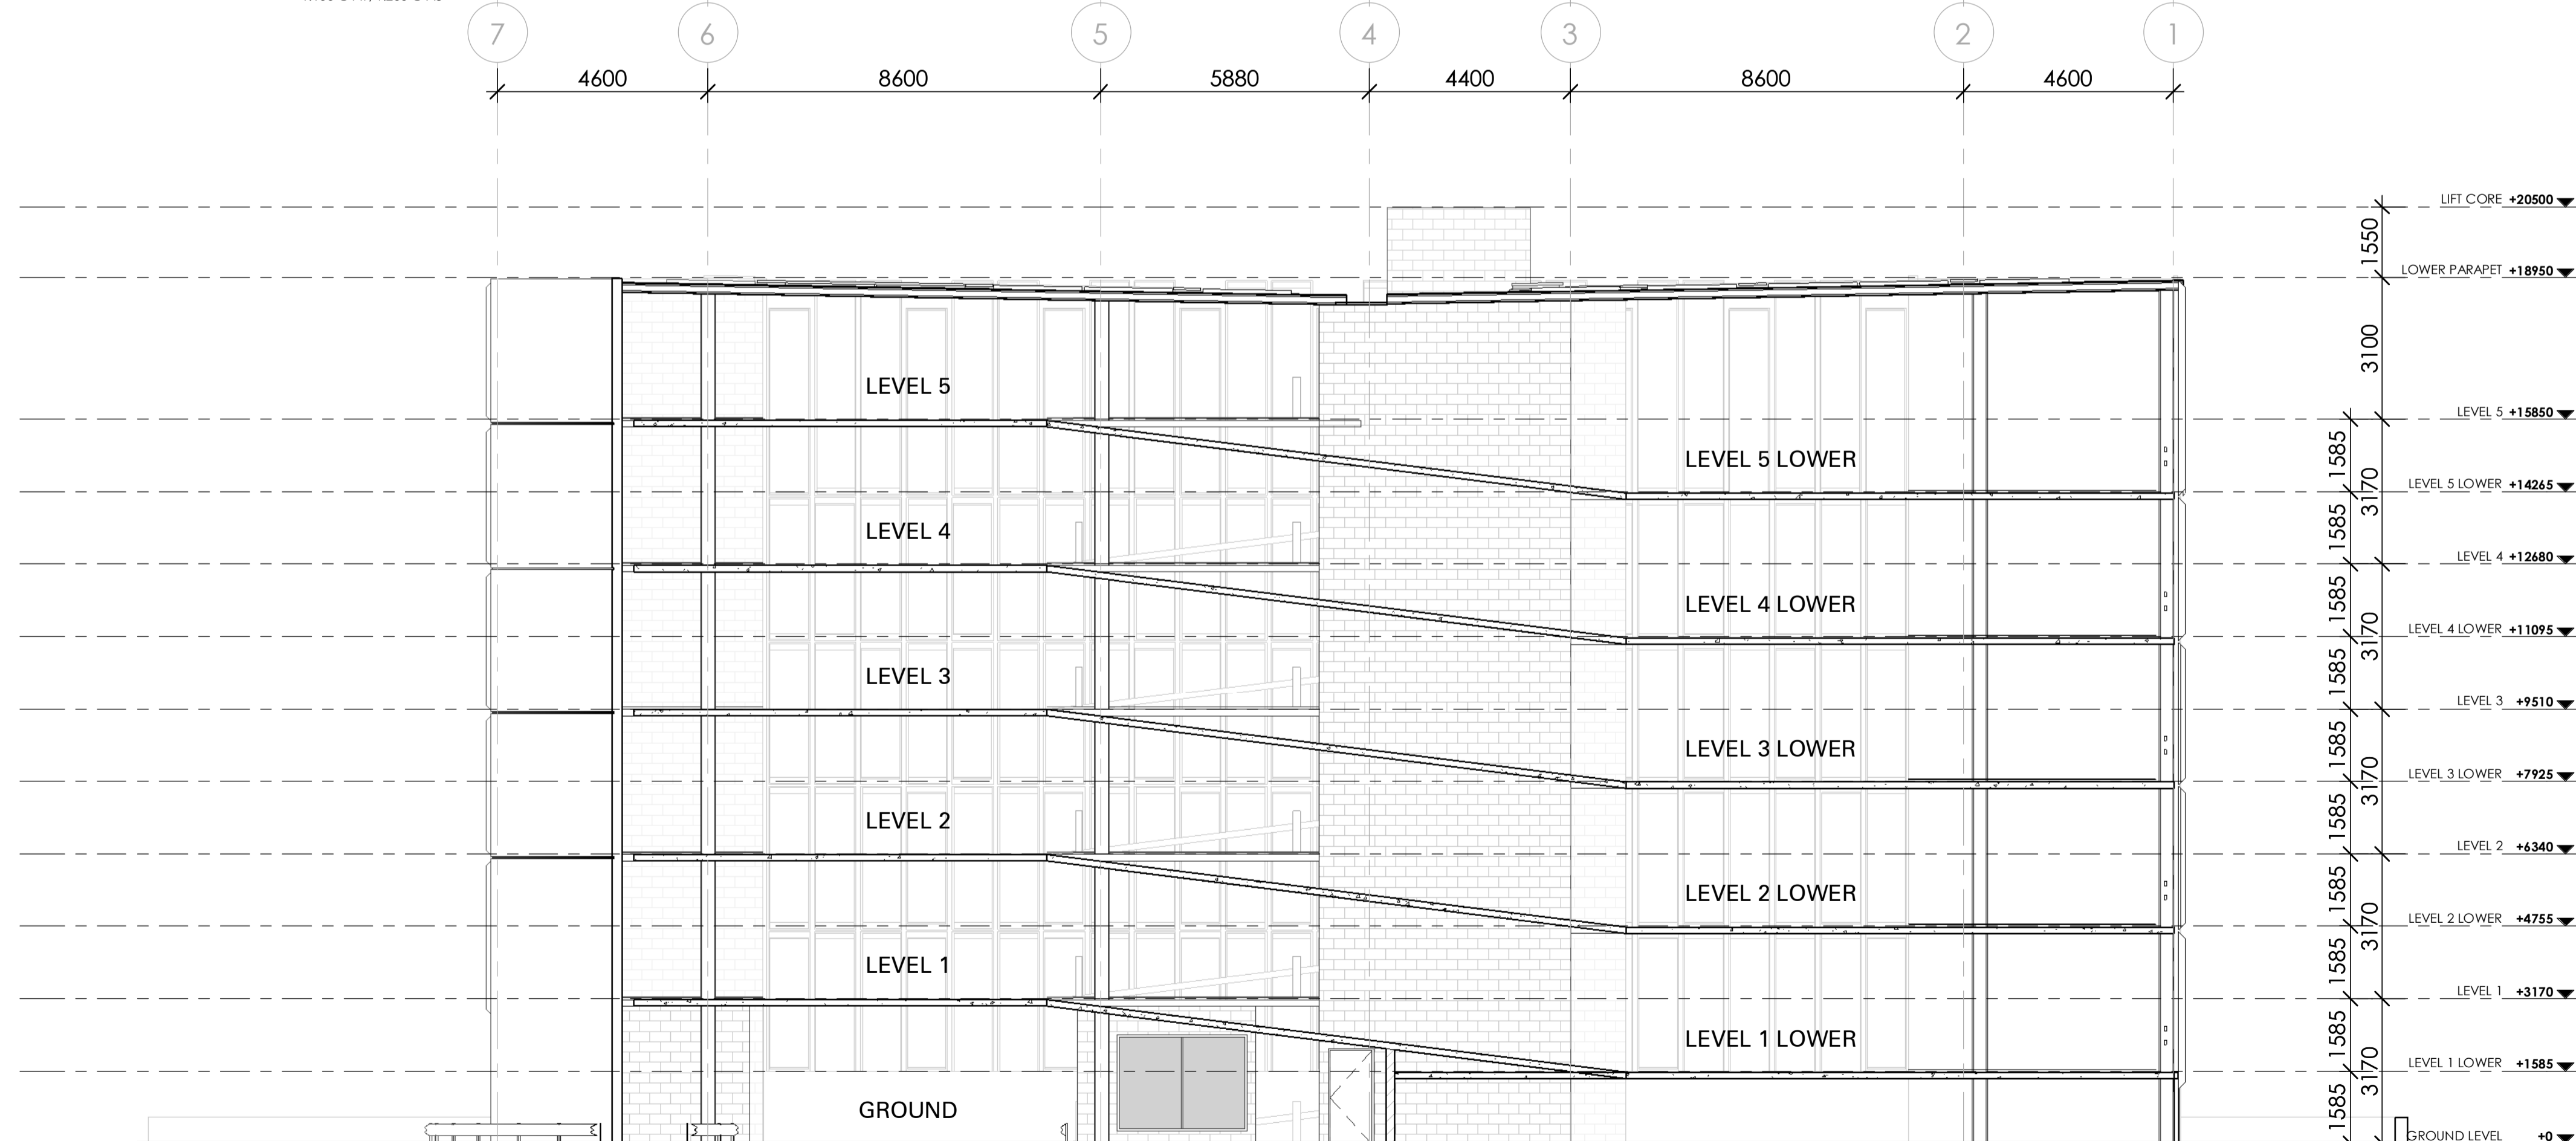 7 6 5 4 3 2 1
4600 8600 5880 4400 8600 4600
LIFT CORE +20500
1550
LOWER PARAPET +18950
3100
LEVEL 5
LEVEL 5 +15850
1585
LEVEL 5 LOWER
3170
LEVEL 5 LOWER +14265
LEVEL 4
1585
LEVEL 4 +12680
1585
LEVEL 4 LOWER
3170
LEVEL 4 LOWER +11095
LEVEL 3
1585
LEVEL 3 +9510
1585
LEVEL 3 LOWER
3170
LEVEL 3 LOWER +7925
LEVEL 2
1585
LEVEL 2 +6340
1585
LEVEL 2 LOWER
3170
LEVEL 2 LOWER +4755
LEVEL 1
1585
LEVEL 1 +3170
1585
LEVEL 1 LOWER
3170
LEVEL 1 LOWER +1585
GROUND
1585
GROUND LEVEL +0